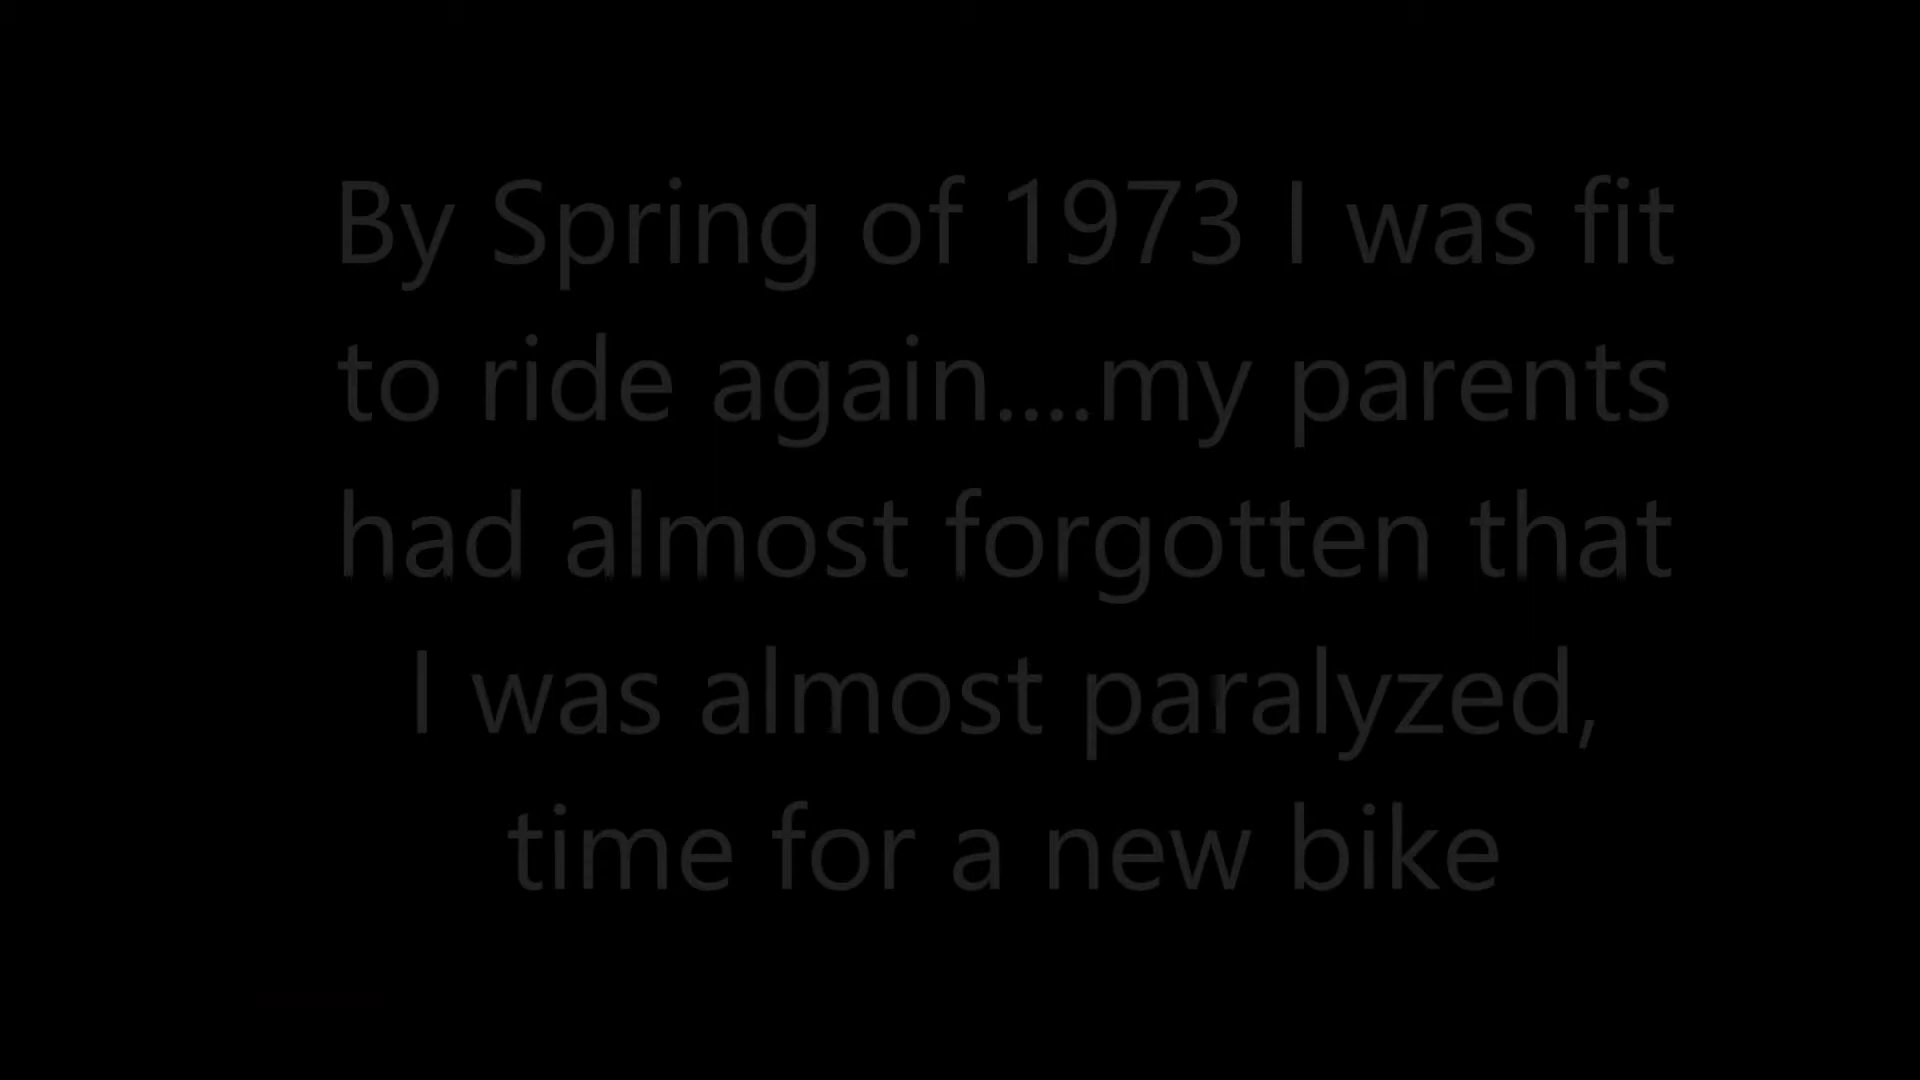 By Spring of 1973 I was fit
to ride again....my parents
had almost forgotten that
I was almost paralyzed,
time for a new bike